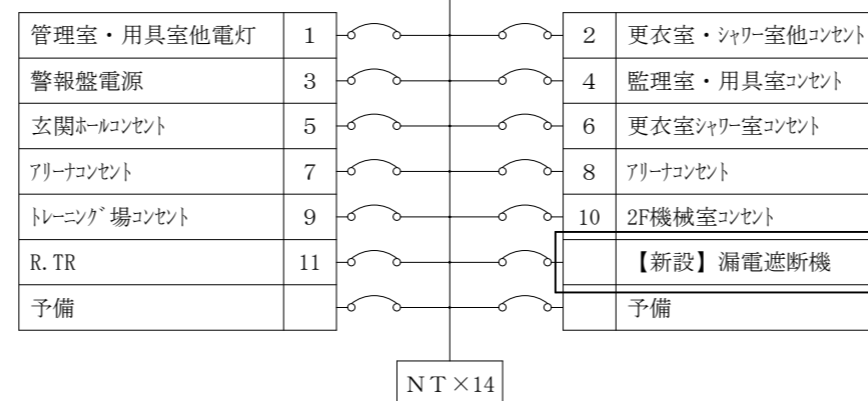 管理室・用具室他電灯 1 2 更衣室・ｼｬﾜｰ室他ｺﾝｾﾝﾄ
警報盤電源 3 4 監理室・用具室ｺﾝｾﾝﾄ
玄関ﾎｰﾙｺﾝｾﾝﾄ 5 6 更衣室ｼｬﾜｰ室ｺﾝｾﾝﾄ
ｱﾘｰﾅｺﾝｾﾝﾄ 7 8 ｱﾘｰﾅｺﾝｾﾝﾄ
ﾄﾚｰﾆﾝｸﾞ場ｺﾝｾﾝﾄ 9 10 2F機械室ｺﾝｾﾝﾄ
R.TR 11 【新設】漏電遮断機
予備 予備
ＮＴ×14